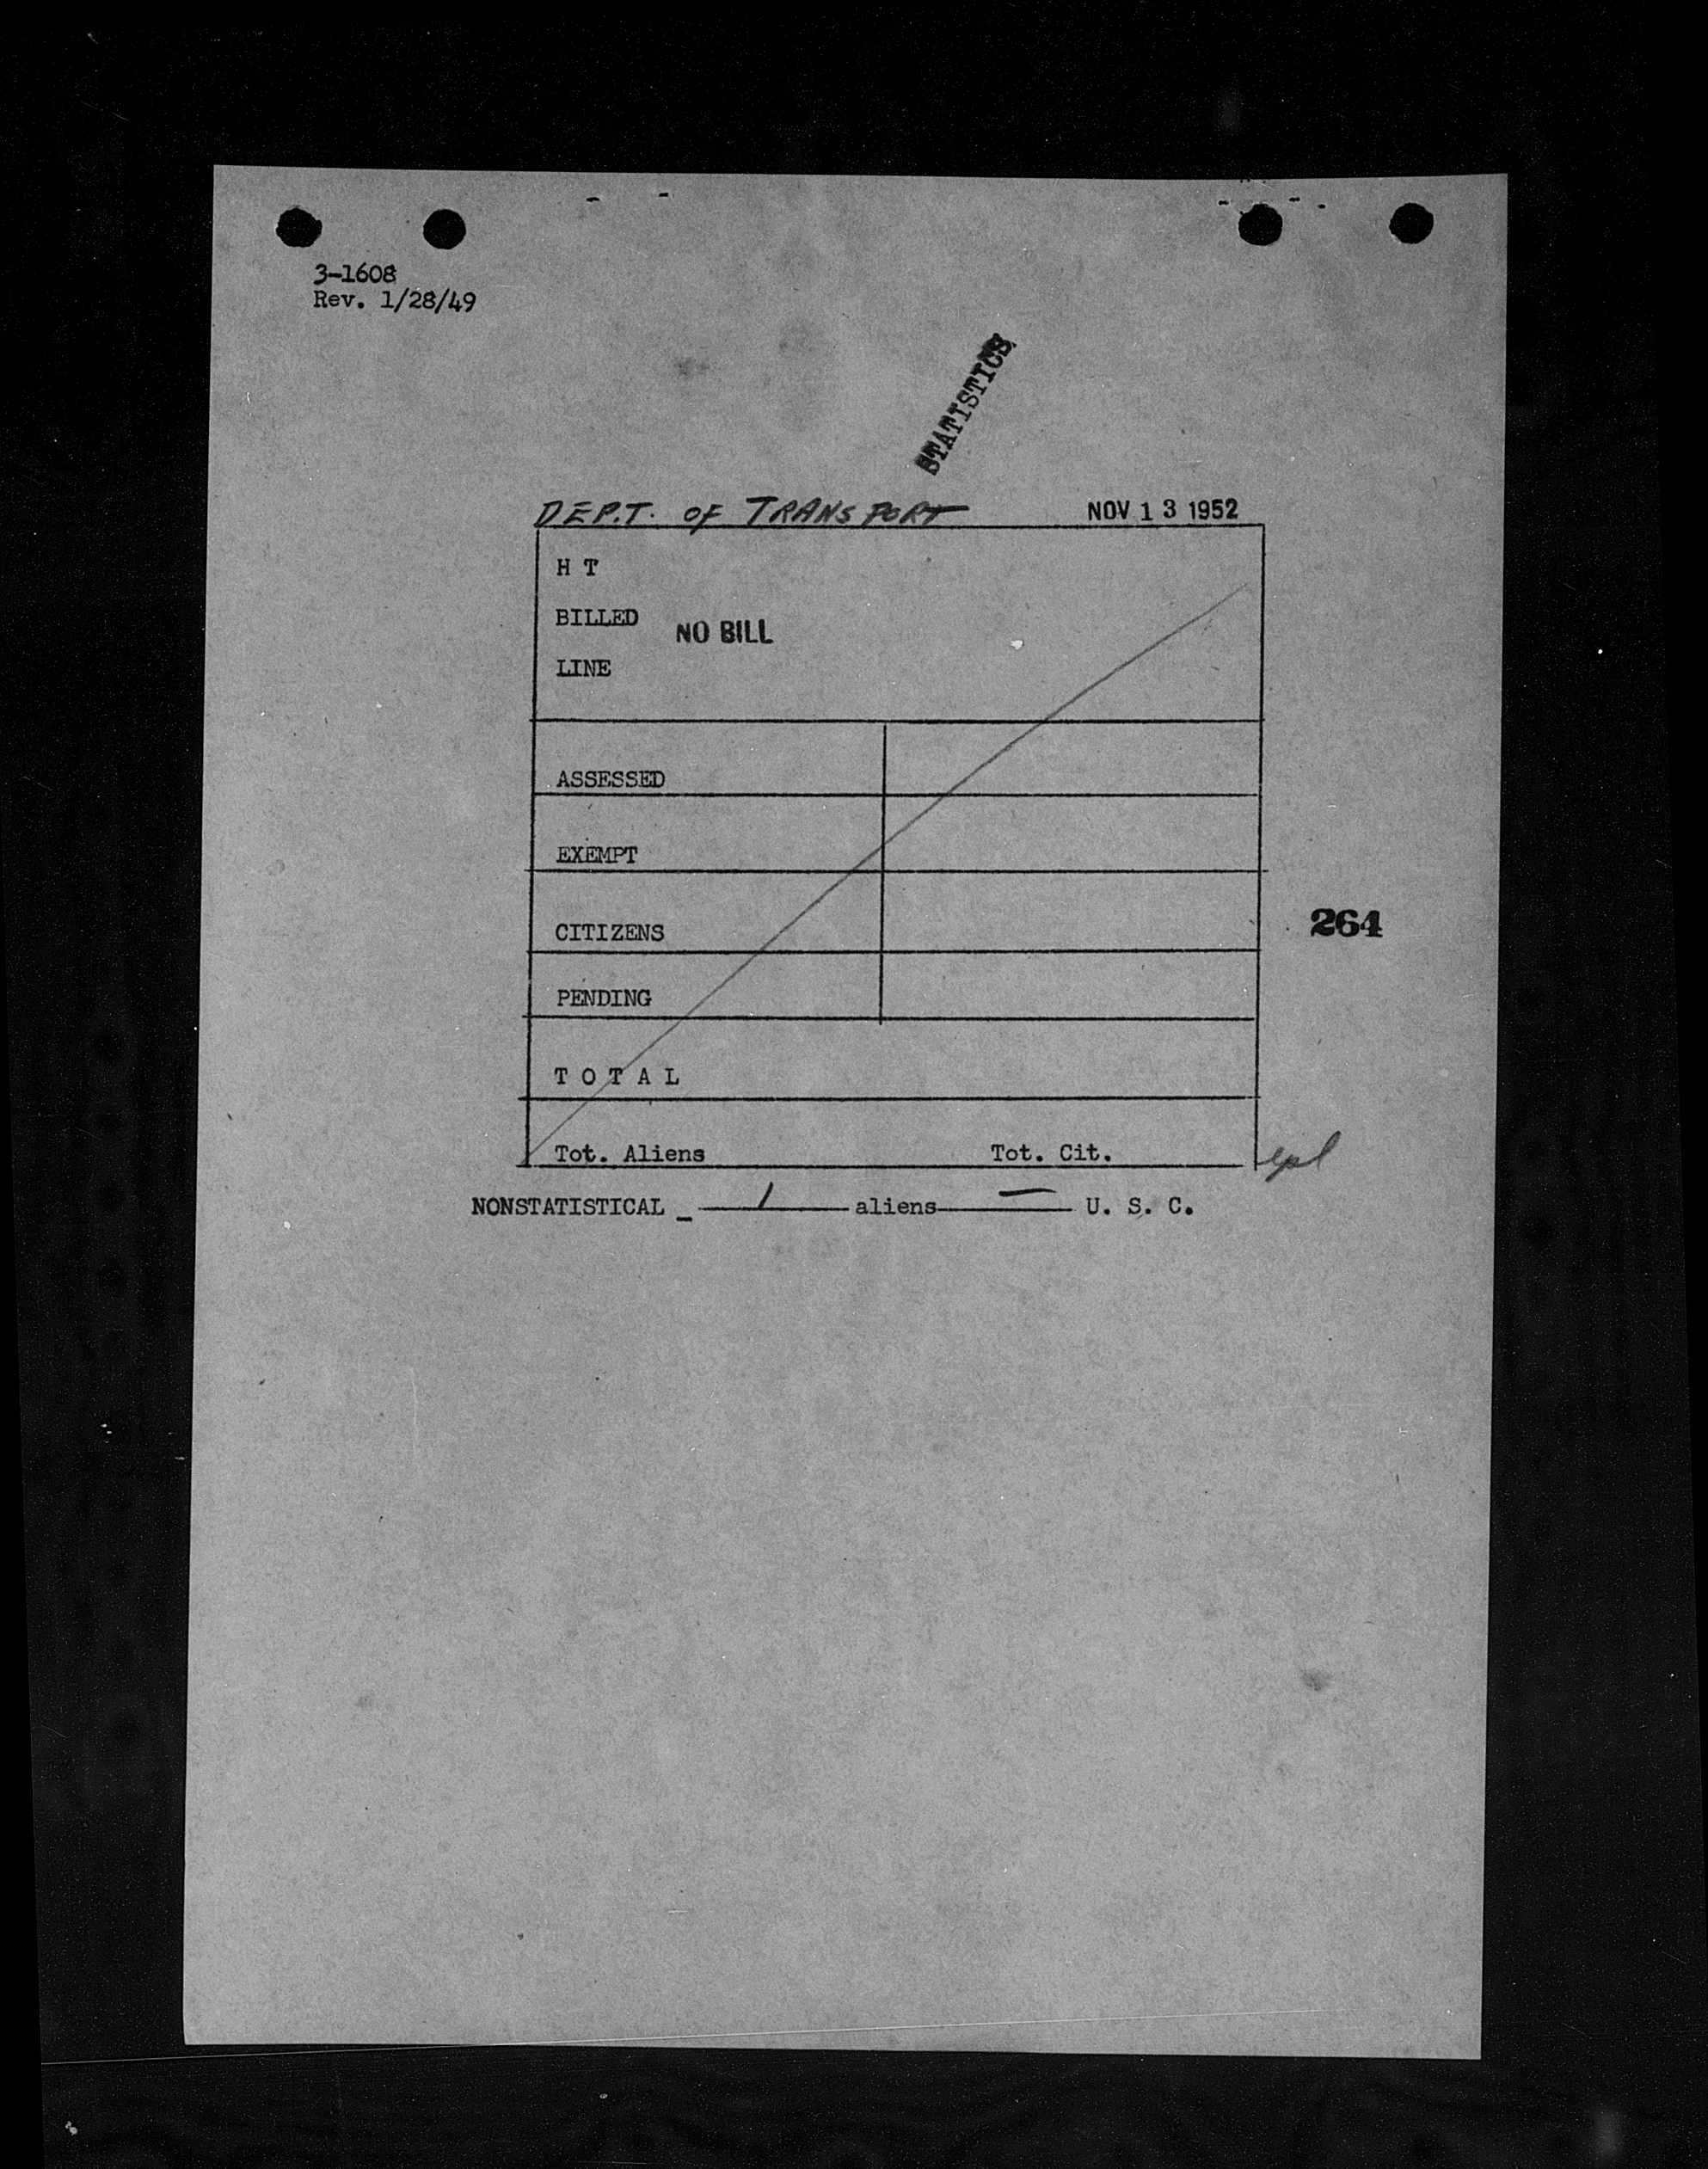 3-1608
Rev. 1/28/49
STATISTICS
DEPT. OF TRANSPORT NOV 13 1952
H T
BILLED NO BILL
LINE
ASSESSED
EXEMPT
CITIZENS
264
PENDING
T O T A L
Tot. Aliens Tot. Cit.
NONSTATISTICAL _ 1 aliens — U. S. C.